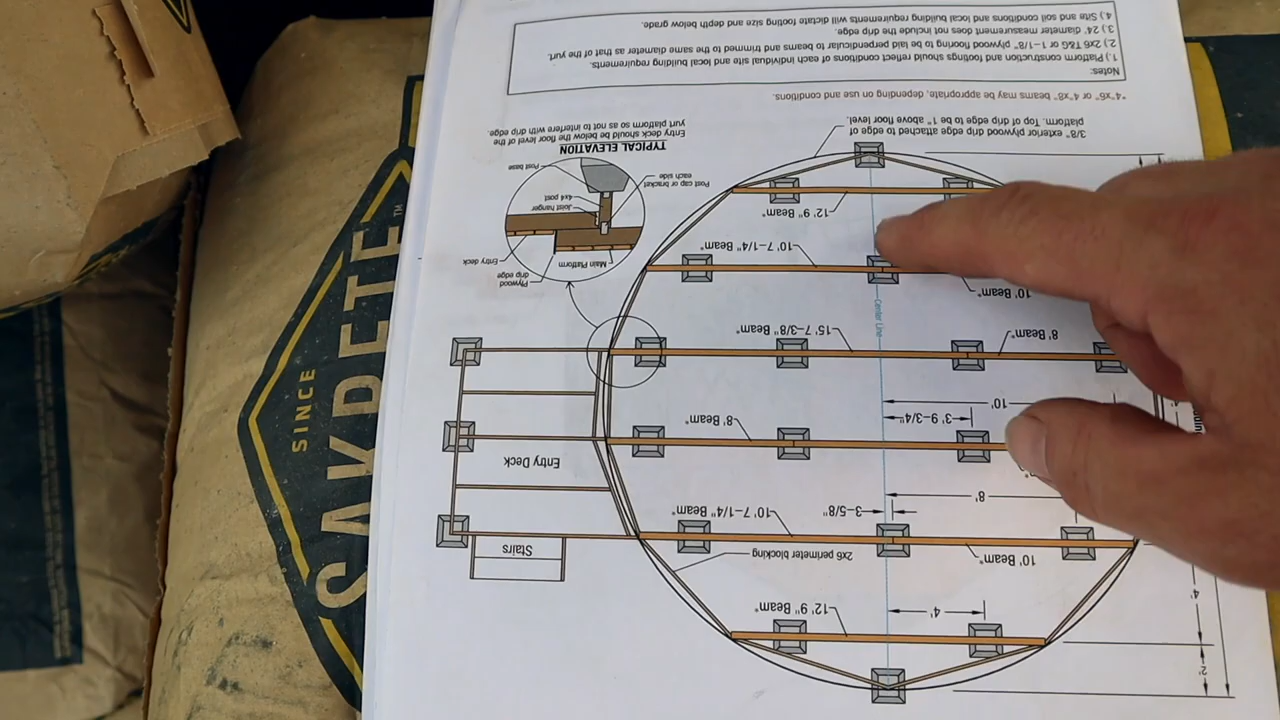 SINCE
SAKRETE™
2'
4'
12' 9" Beam*
4'
10' Beam*
2x6 perimeter blocking
Stairs
3-5/8"
10' 7-1/4" Beam*
8'
Entry Deck
3'-9-3/4"
8' Beam*
10'
8' Beam*
15' 7-3/8" Beam*
Center Line
10' Beam*
10' 7-1/4" Beam*
12' 9" Beam*
Plywood
drip edge
Main Platform
Entry deck
Joist hanger
4x4 post
Post cap or bracket
each side
Post base
TYPICAL ELEVATION
Entry deck should be below the floor level of the
yurt platform so as not to interfere with drip edge.
3/8" exterior plywood drip edge attached to edge of
platform. Top of drip edge to be 1" above floor level.
*4"x6" or 4"x8" beams may be appropriate, depending on use and conditions.
Notes:
1.) Platform construction and footings should reflect conditions of each individual site and local building requirements.
2.) 2X6 T&G or 1-1/8" plywood flooring to be laid perpendicular to beams and trimmed to the same diameter as that of the yurt.
3.) 24' diameter measurement does not include the drip edge.
4.) Site and soil conditions and local building requirements will dictate footing size and depth below grade.